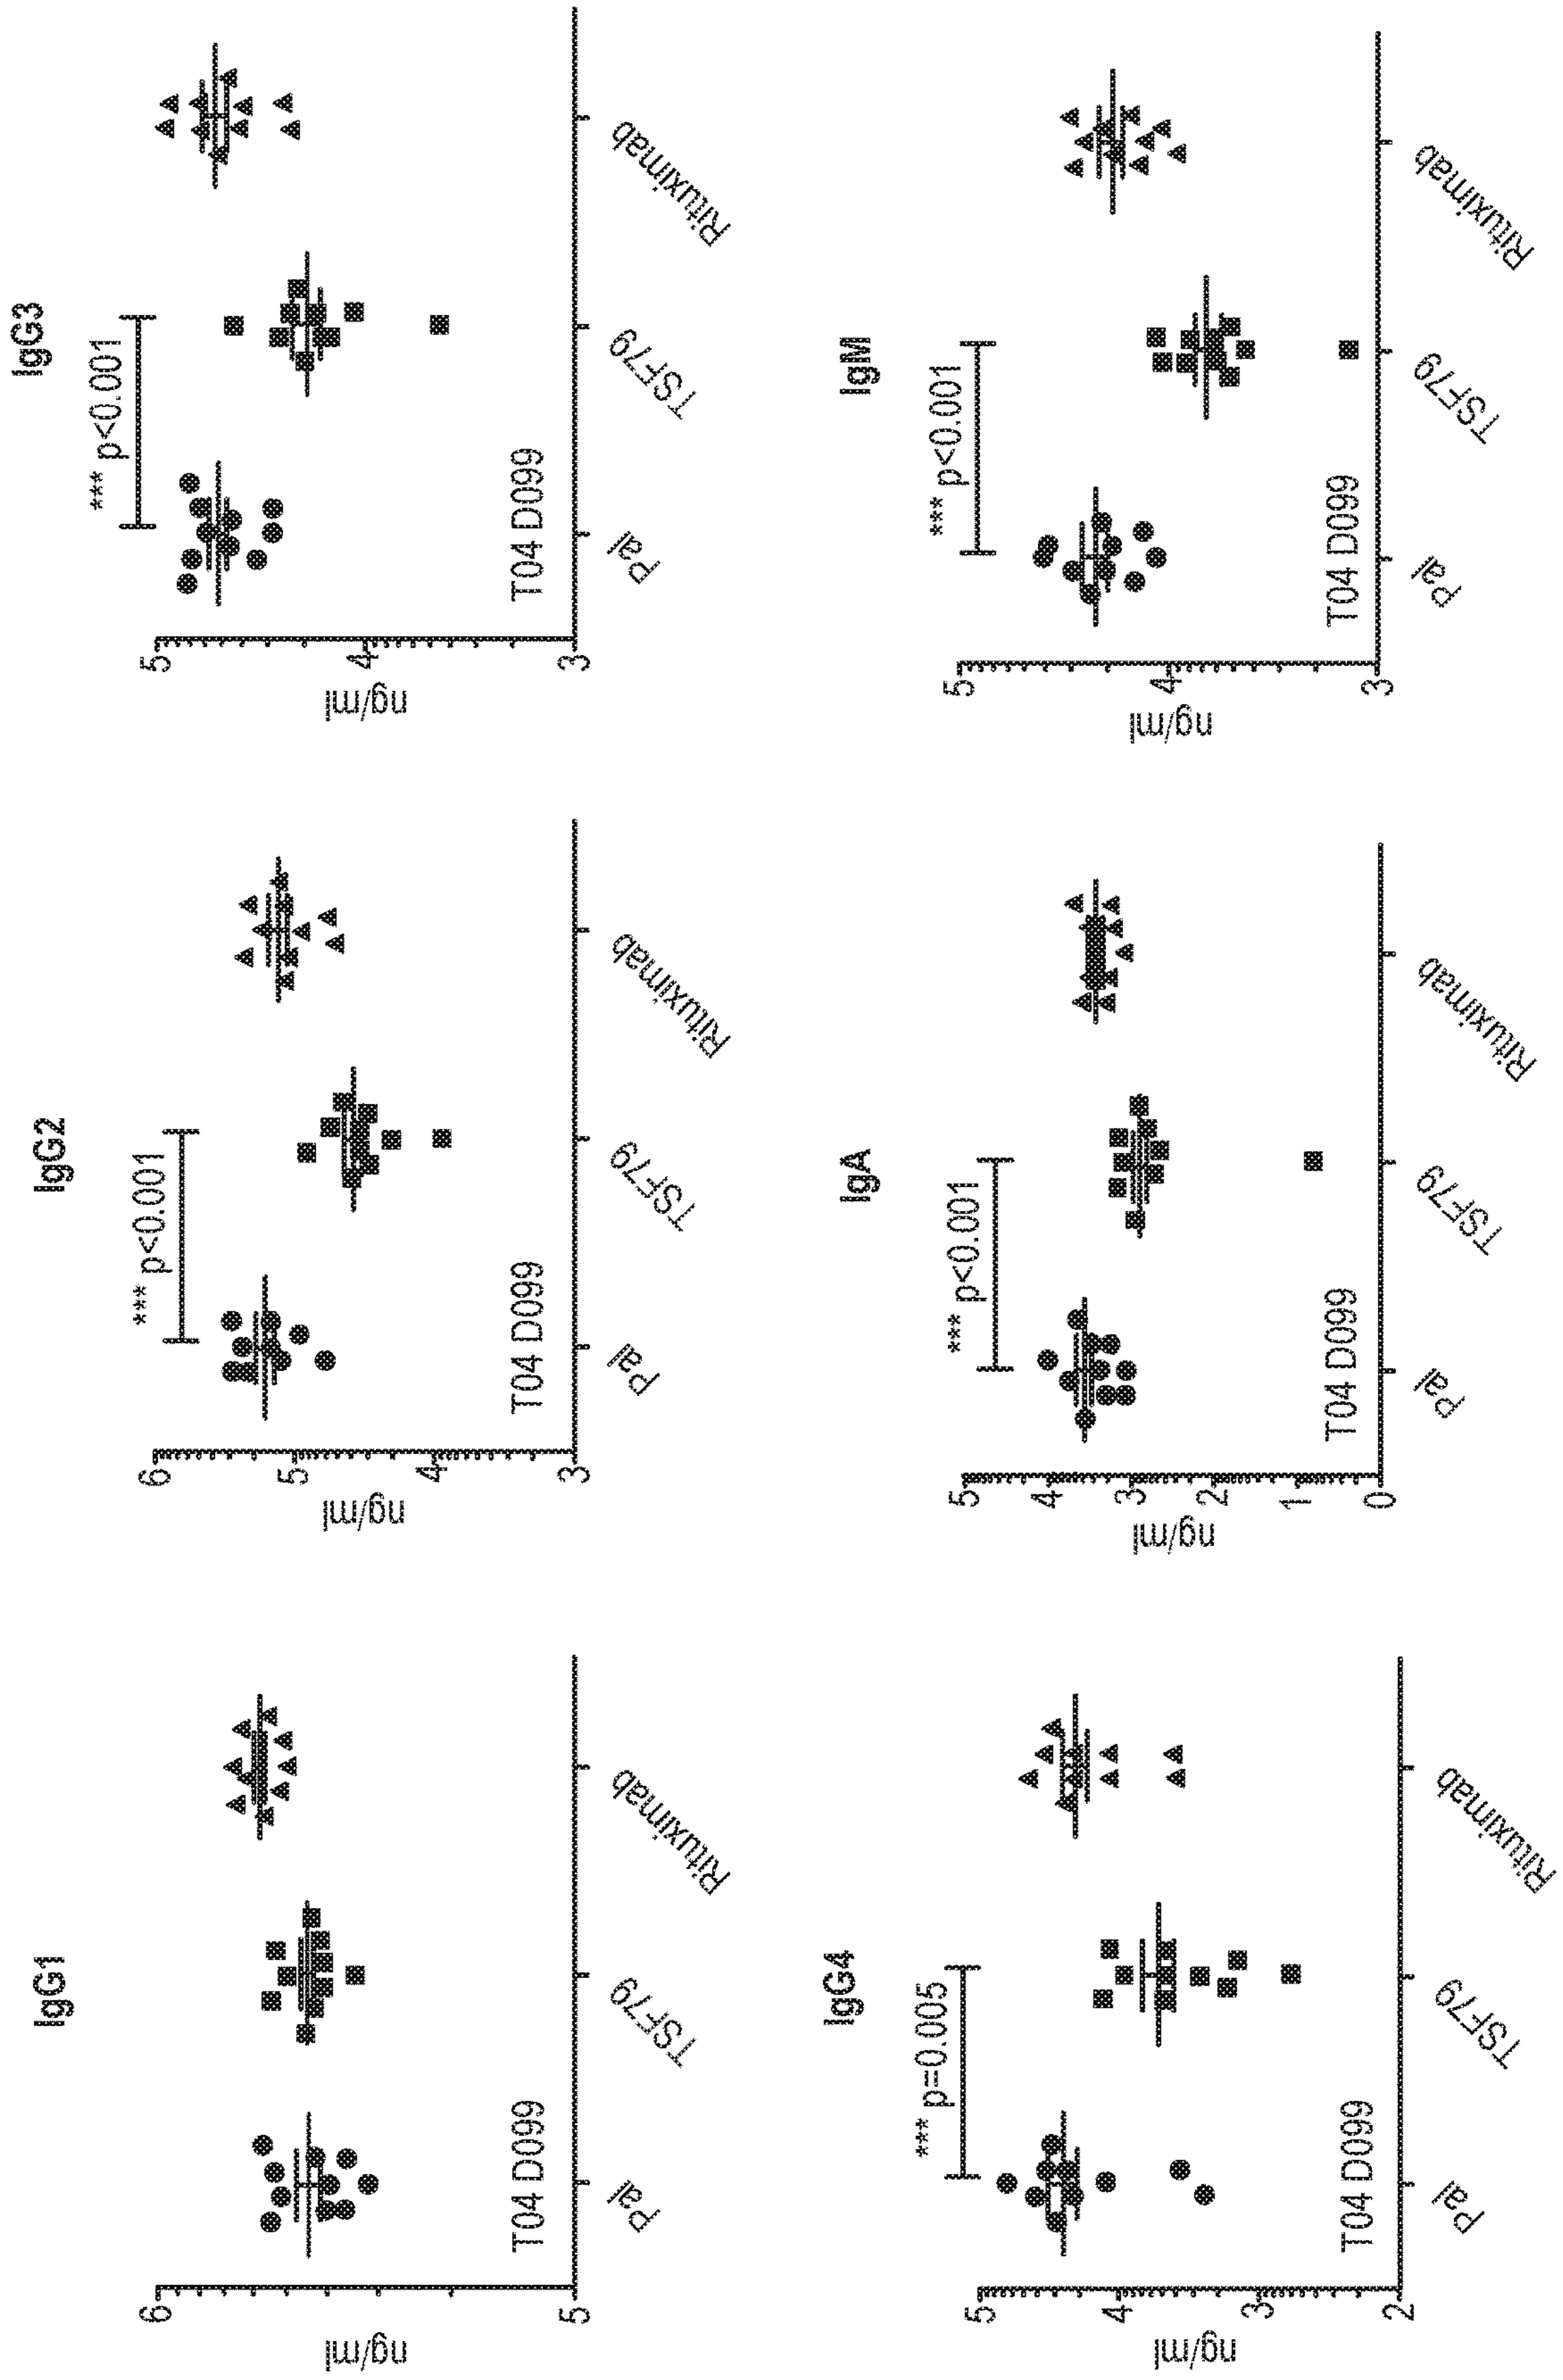 IgG1
6
5
ng/ml
T04 D099
Pal
TSF79
Rituximab
IgG2
*** p<0.001
6
5
4
3
ng/ml
T04 D099
Pal
TSF79
Rituximab
IgG3
*** p<0.001
5
4
3
ng/ml
T04 D099
Pal
TSF79
Rituximab
IgG4
*** p=0.005
5
4
3
2
ng/ml
T04 D099
Pal
TSF79
Rituximab
IgA
*** p<0.001
5
4
3
2
1
0
ng/ml
T04 D099
Pal
TSF79
Rituximab
IgM
*** p<0.001
5
4
3
ng/ml
T04 D099
Pal
TSF79
Rituximab